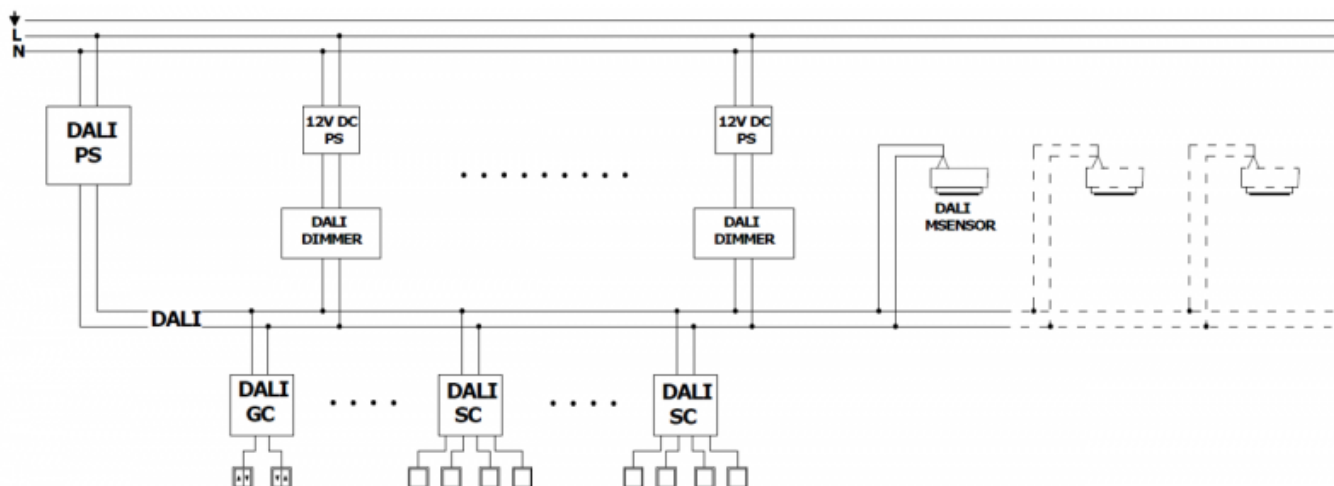 L
N
DALI
PS
12V DC
PS
12V DC
PS
DALI
DIMMER
DALI
DIMMER
DALI
MSENSOR
DALI
DALI
GC
DALI
SC
DALI
SC